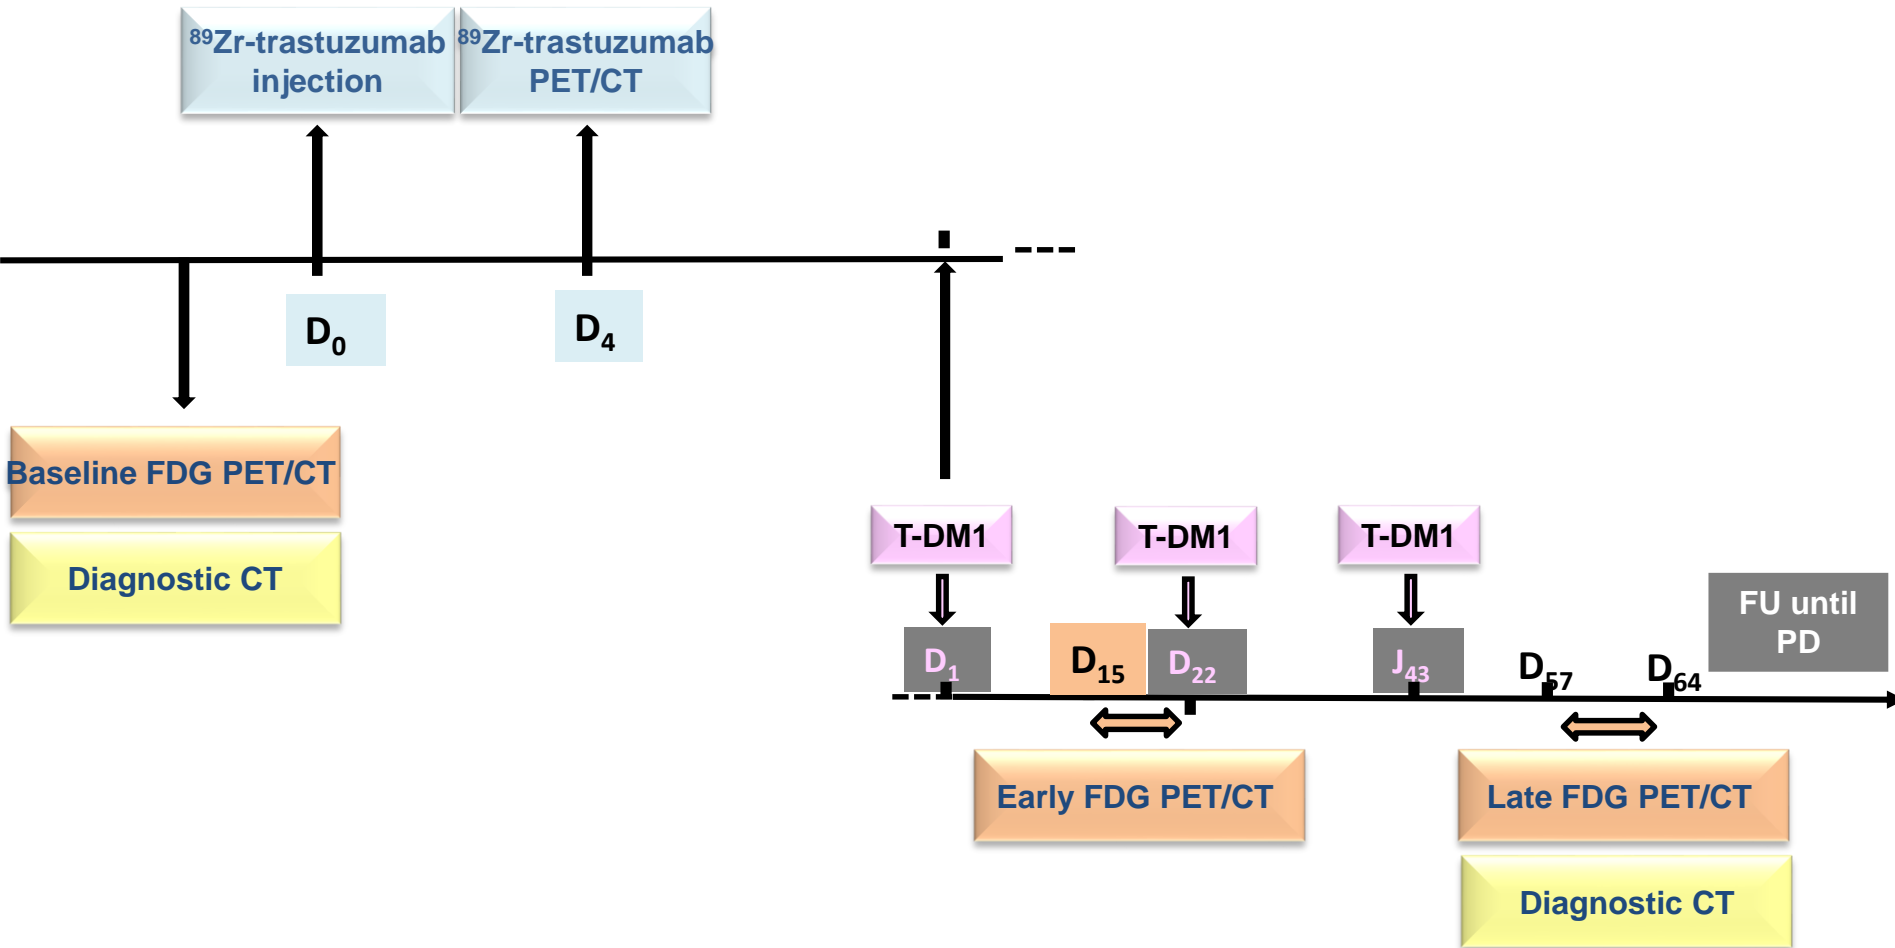 ⁸⁹Zr-trastuzumab
injection
⁸⁹Zr-trastuzumab
PET/CT
D₀
D₄
Baseline FDG PET/CT
Diagnostic CT
T-DM1
T-DM1
T-DM1
D₁
D₁₅
D₂₂
J₄₃
D₅₇
D₆₄
FU until
PD
Early FDG PET/CT
Late FDG PET/CT
Diagnostic CT